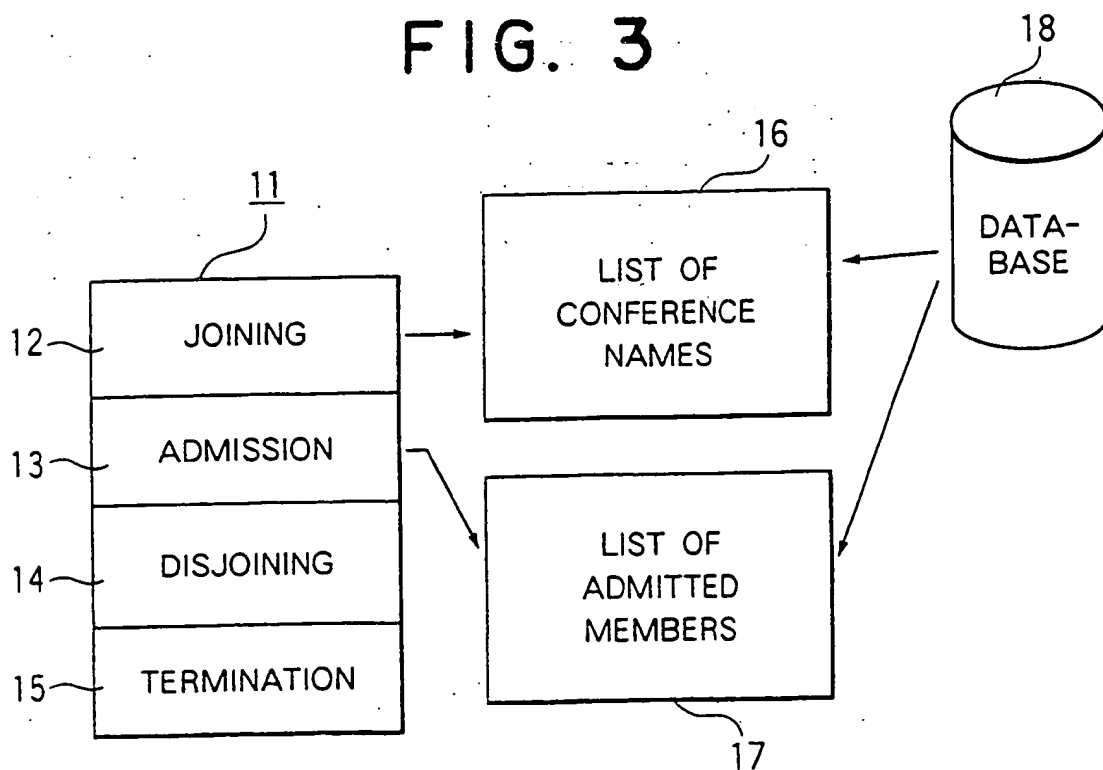 FIG. 3
18
16
11
DATA-
BASE
LIST OF
CONFERENCE
NAMES
12
JOINING
13
ADMISSION
14
DISJOINING
15
TERMINATION
LIST OF
ADMITTED
MEMBERS
17